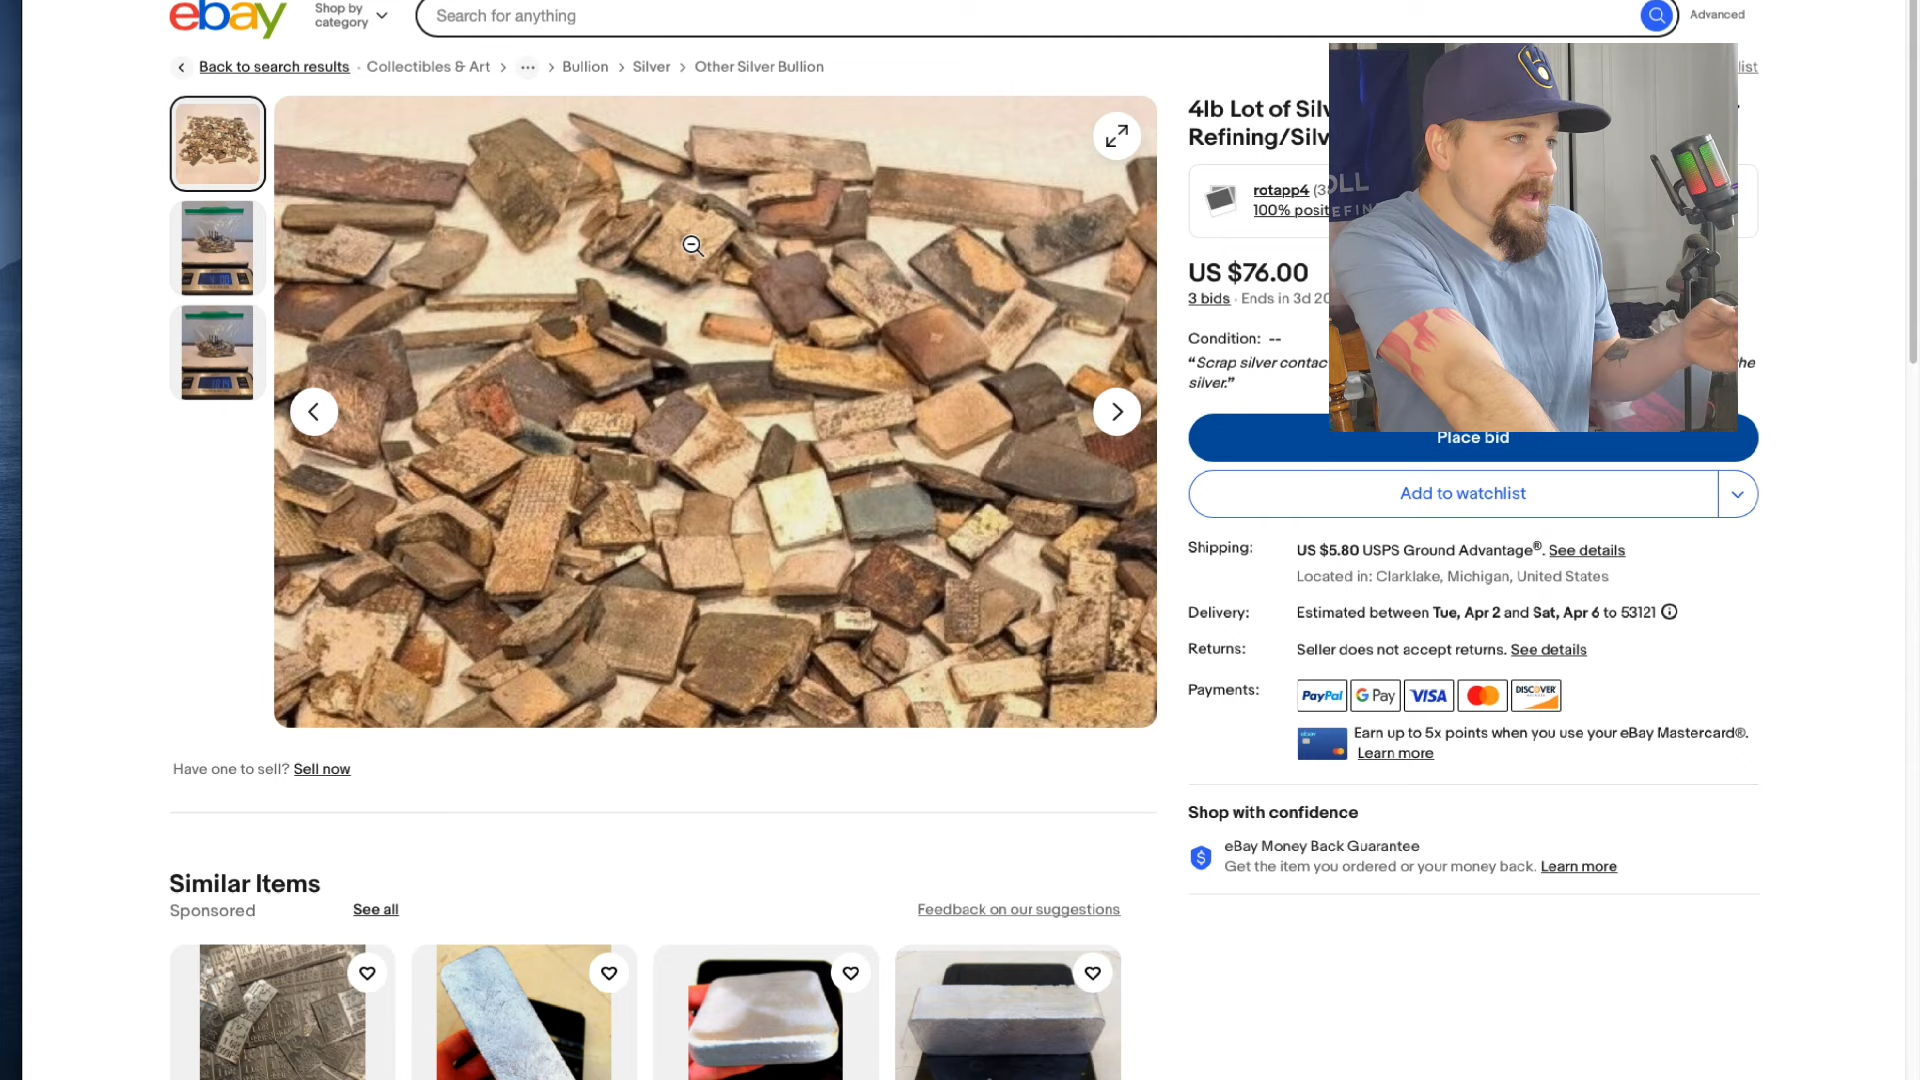 ebay
Shop by
category
Search for anything
Advanced
Back to search results
Collectibles & Art > ... > Bullion > Silver > Other Silver Bullion
list
4lb Lot of Silv
Refining/Silv
rotapp4 (38
100% posit
OLL
REFIN
US $76.00
3 bids · Ends in 3d 20
Condition: --
“Scrap silver contac
the
silver.”
Place bid
Add to watchlist
Shipping: US $5.80 USPS Ground Advantage®. See details
Located in: Clarklake, Michigan, United States
Delivery: Estimated between Tue, Apr 2 and Sat, Apr 6 to 53121
Returns: Seller does not accept returns. See details
Payments: PayPal G Pay VISA DISCOVER
Earn up to 5x points when you use your eBay Mastercard®.
Learn more
Have one to sell? Sell now
Shop with confidence
eBay Money Back Guarantee
Get the item you ordered or your money back. Learn more
Similar Items
Sponsored
See all
Feedback on our suggestions